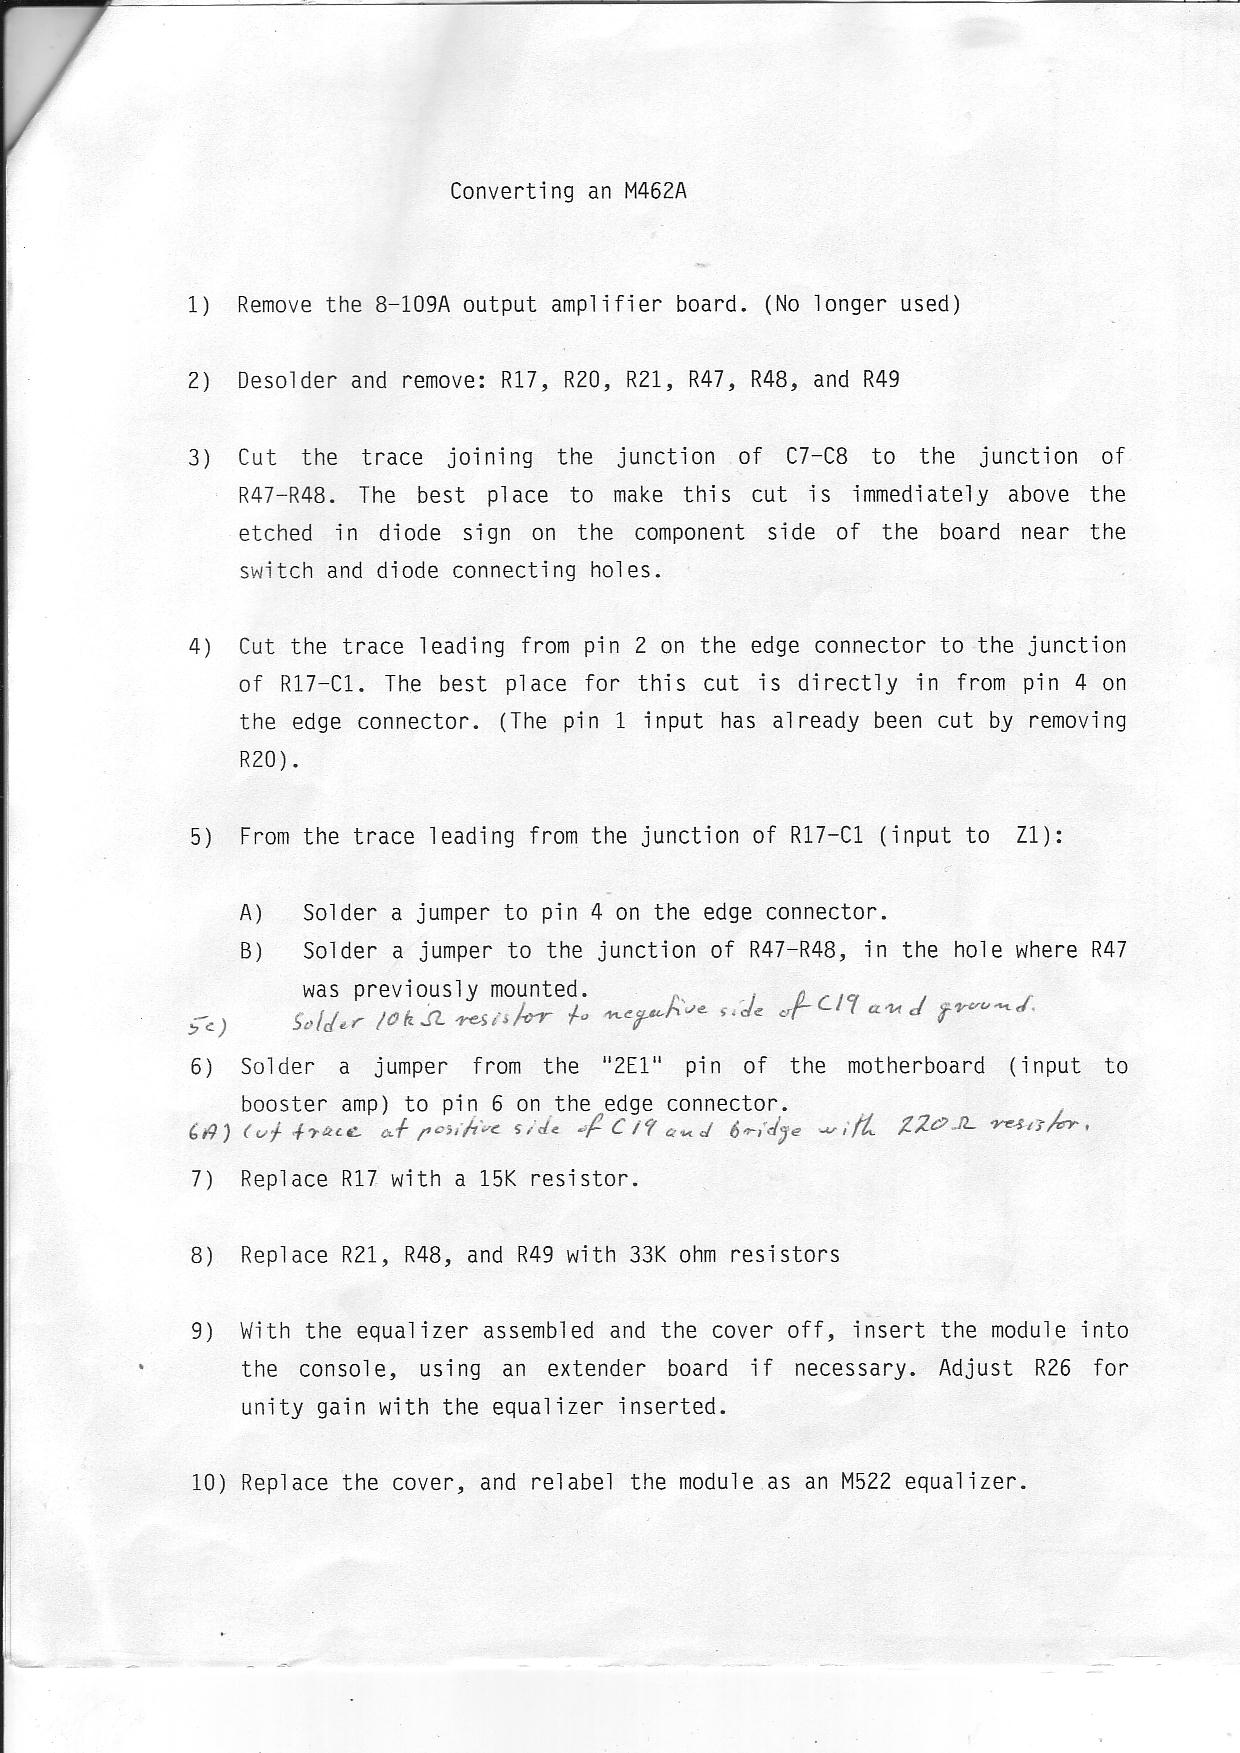 Converting an M462A
1) Remove the 8-109A output amplifier board. (No longer used)
2) Desolder and remove: R17, R20, R21, R47, R48, and R49
3) Cut the trace joining the junction of C7-C8 to the junction of
R47-R48. The best place to make this cut is immediately above the
etched in diode sign on the component side of the board near the
switch and diode connecting holes.
4) Cut the trace leading from pin 2 on the edge connector to the junction
of R17-C1. The best place for this cut is directly in from pin 4 on
the edge connector. (The pin 1 input has already been cut by removing
R20).
5) From the trace leading from the junction of R17-C1 (input to Z1):
A) Solder a jumper to pin 4 on the edge connector.
B) Solder a jumper to the junction of R47-R48, in the hole where R47
was previously mounted.
5c) Solder 10k Ω resistor to negative side of C19 and ground.
6) Solder a jumper from the "2E1" pin of the motherboard (input to
booster amp) to pin 6 on the edge connector.
6A) Cut trace at positive side of C19 and bridge with 220 Ω resistor.
7) Replace R17 with a 15K resistor.
8) Replace R21, R48, and R49 with 33K ohm resistors
9) With the equalizer assembled and the cover off, insert the module into
the console, using an extender board if necessary. Adjust R26 for
unity gain with the equalizer inserted.
10) Replace the cover, and relabel the module as an M522 equalizer.